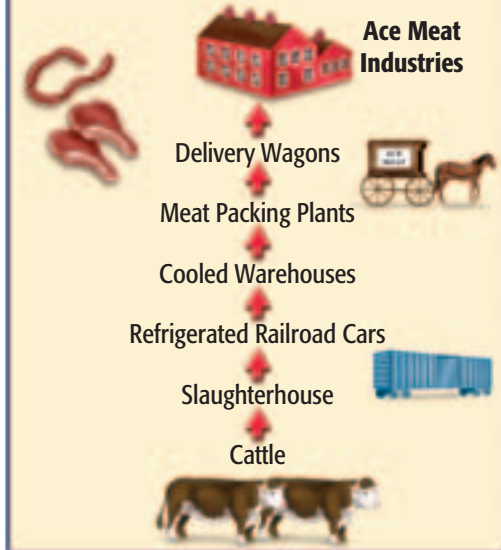 Ace Meat
Industries
Delivery Wagons
Meat Packing Plants
Cooled Warehouses
Refrigerated Railroad Cars
Slaughterhouse
Cattle